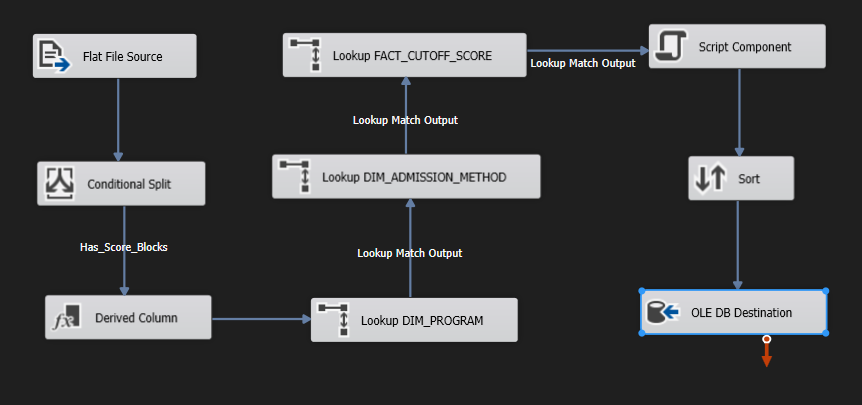 Flat File Source
Conditional Split
Has_Score_Blocks
Derived Column
Lookup DIM_PROGRAM
Lookup Match Output
Lookup DIM_ADMISSION_METHOD
Lookup Match Output
Lookup FACT_CUTOFF_SCORE
Lookup Match Output
Script Component
Sort
OLE DB Destination
fx